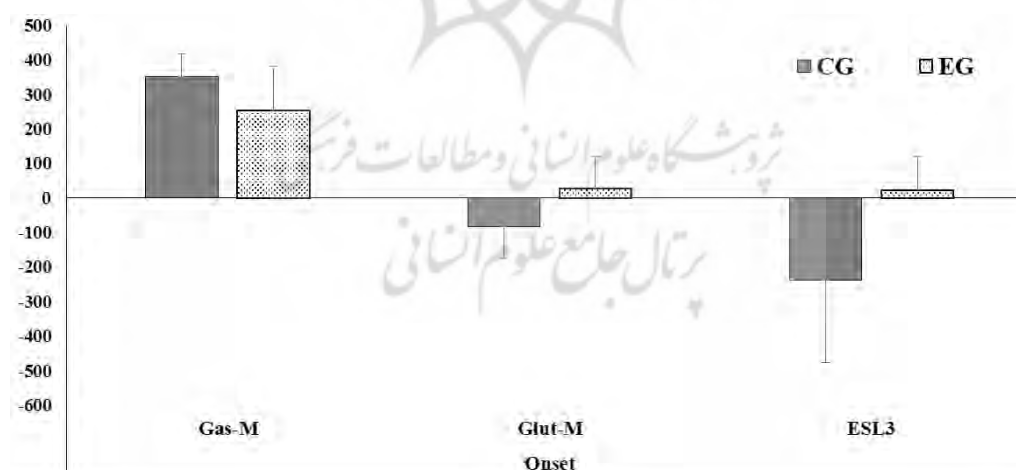 500
400
300
200
100
0
-100
-200
-300
-400
-500
-600
CG
EG
پژوهشگاه علوم انسانی و مطالعات فرهنگی
پرتال جامع علوم انسانی
Gas-M
Glut-M
ESL3
Onset